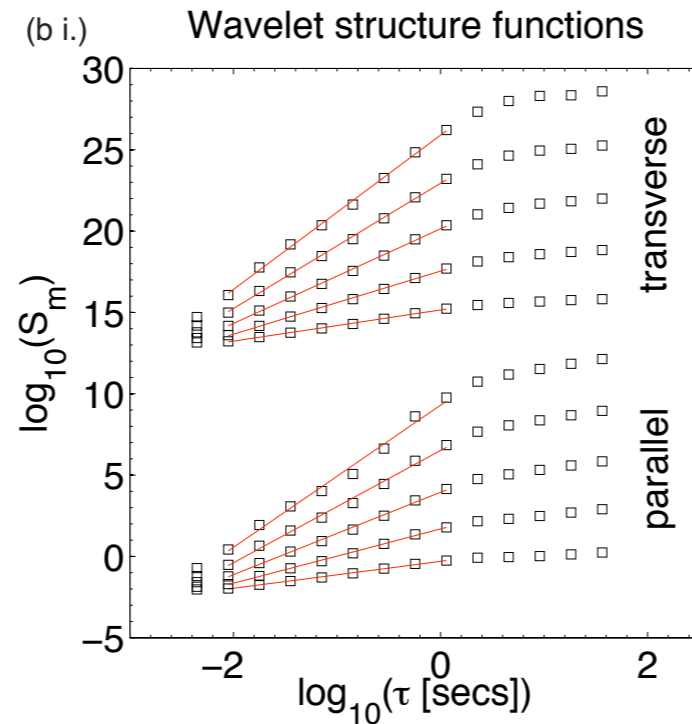 (b i.) Wavelet structure functions
30
25
20
15
10
5
0
−5
log10(Sm)
transverse
parallel
−2 0 2
log10(τ [secs])